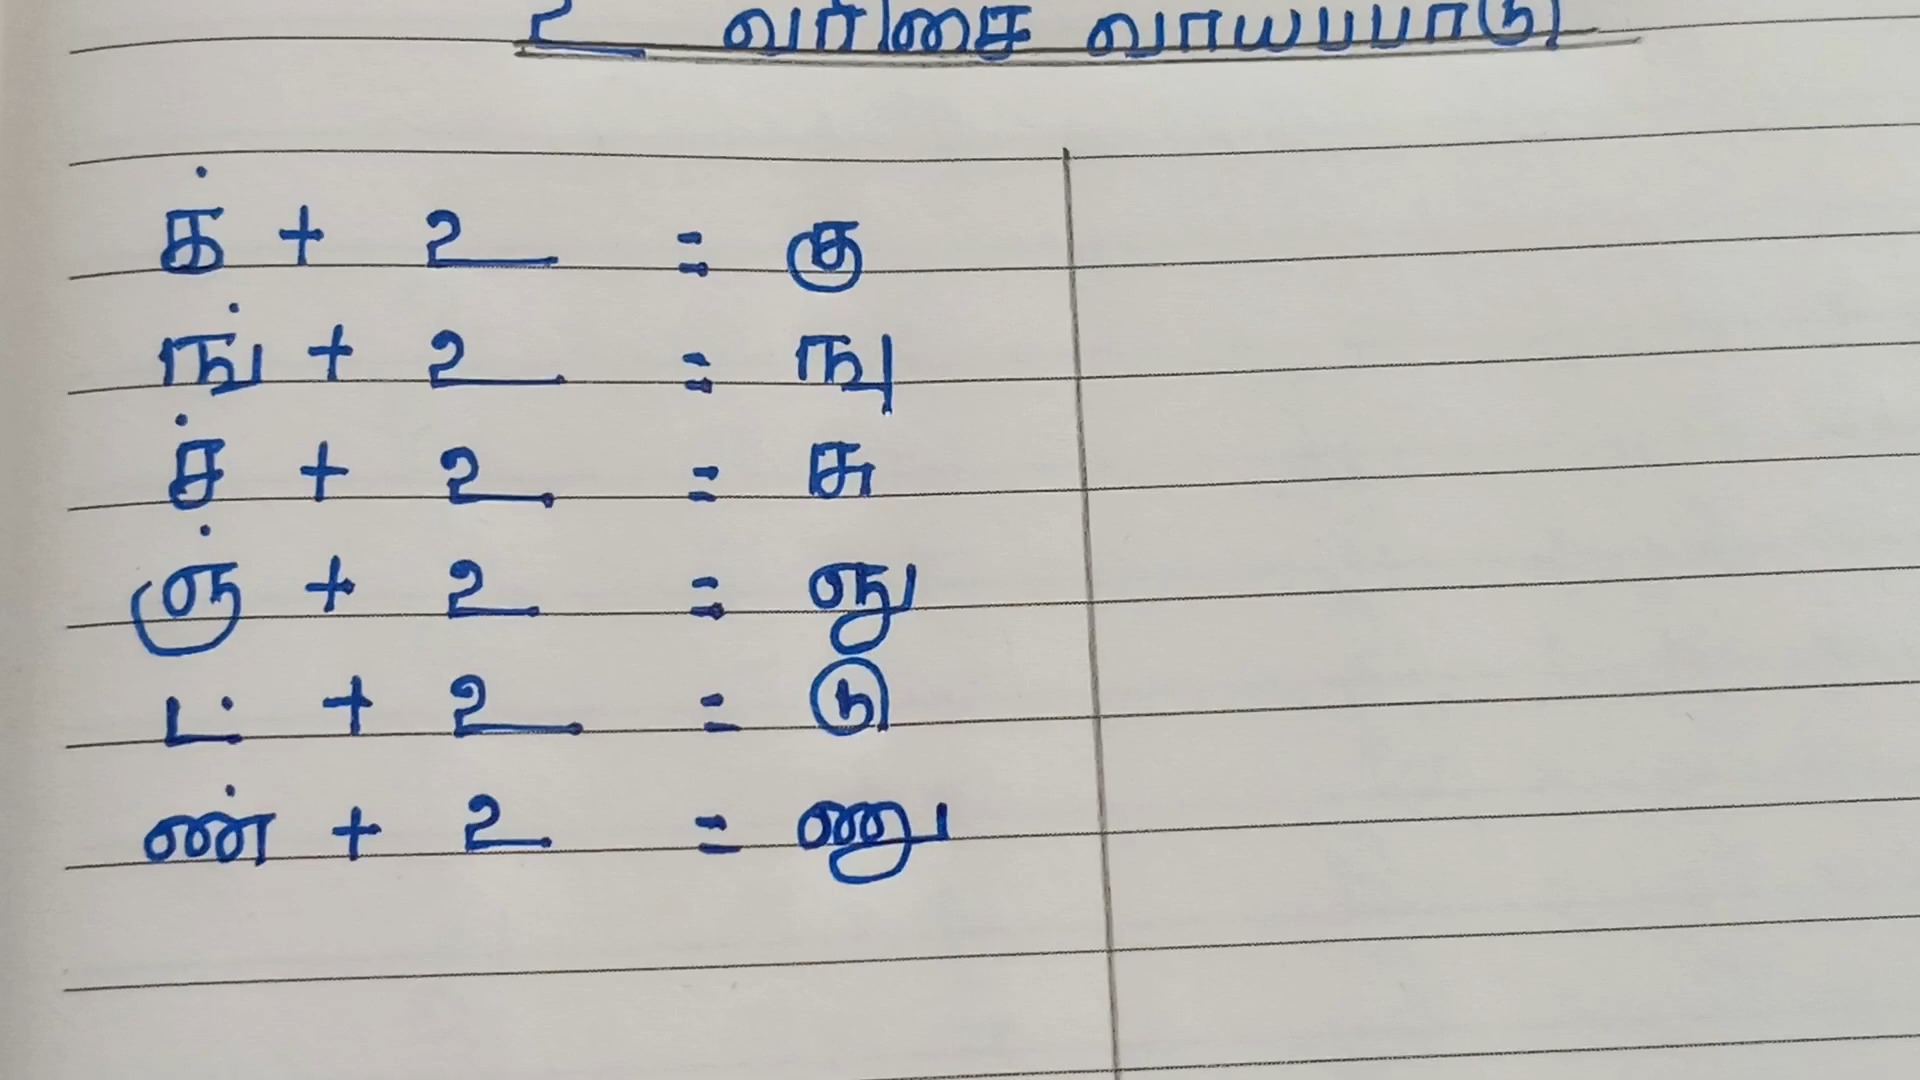 உ வரிசை வாய்ப்பாடு
க் + உ = கு
ங் + உ = ஙு
ச் + உ = சு
ஞ் + உ = ஞு
ட் + உ = டு
ண் + உ = ணு